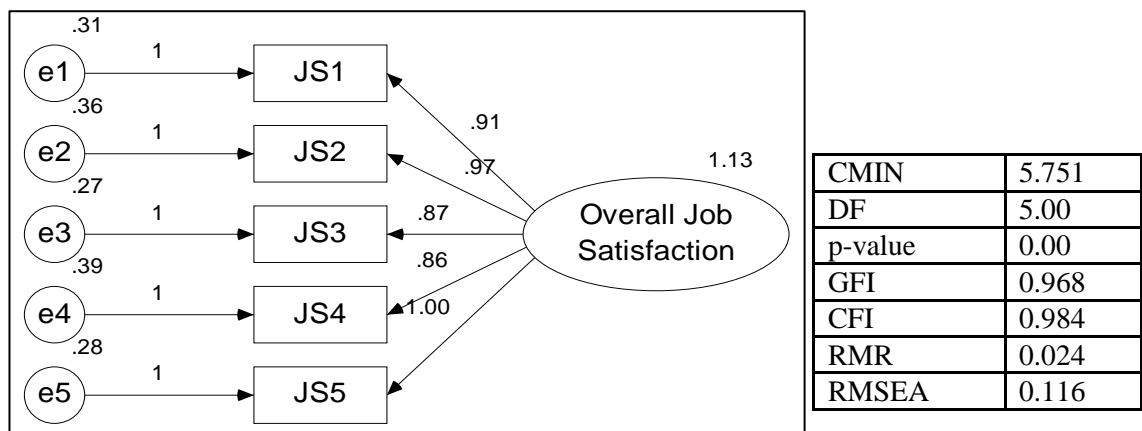 .31
1
e1
JS1
.36
.91
1
e2
JS2
.97
1.13
.27
1
e3
JS3
.87
Overall Job
Satisfaction
.39
.86
1
e4
JS4
1.00
.28
1
e5
JS5
CMIN 5.751
DF 5.00
p-value 0.00
GFI 0.968
CFI 0.984
RMR 0.024
RMSEA 0.116